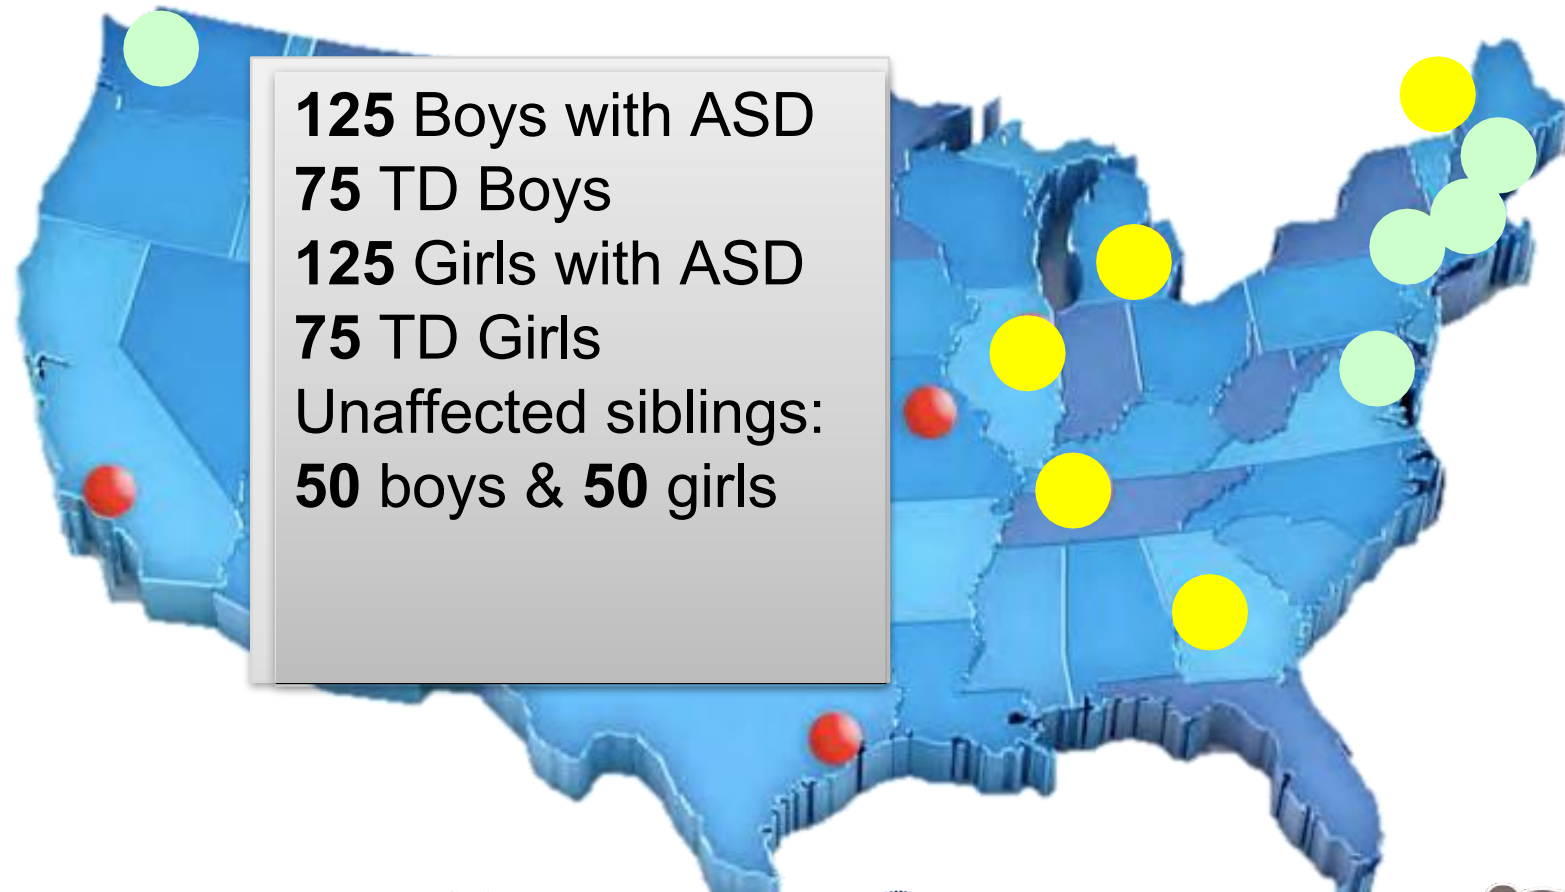 125 Boys with ASD
75 TD Boys
125 Girls with ASD
75 TD Girls
Unaffected siblings:
50 boys & 50 girls